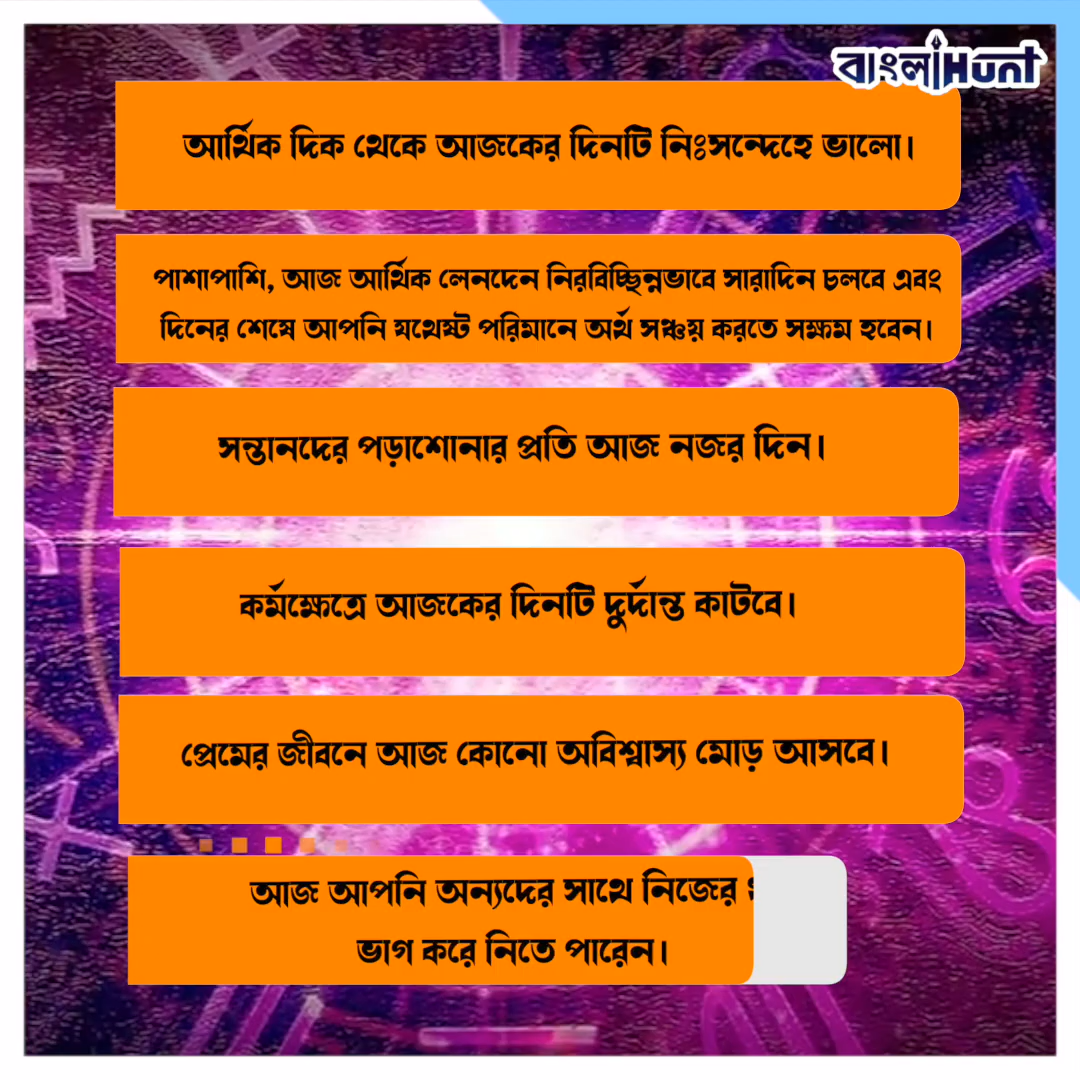 বাংলাHunt
আর্থিক দিক থেকে আজকের দিনটি নিঃসন্দেহে ভালো।
পাশাপাশি, আজ আর্থিক লেনদেন নিরবিচ্ছিন্নভাবে সারাদিন চলবে এবং
দিনের শেষে আপনি যথেষ্ট পরিমানে অর্থ সঞ্চয় করতে সক্ষম হবেন।
সন্তানদের পড়াশোনার প্রতি আজ নজর দিন।
কর্মক্ষেত্রে আজকের দিনটি দুর্দান্ত কাটবে।
প্রেমের জীবনে আজ কোনো অবিশ্বাস্য মোড় আসবে।
আজ আপনি অন্যদের সাথে নিজের
ভাগ করে নিতে পারেন।